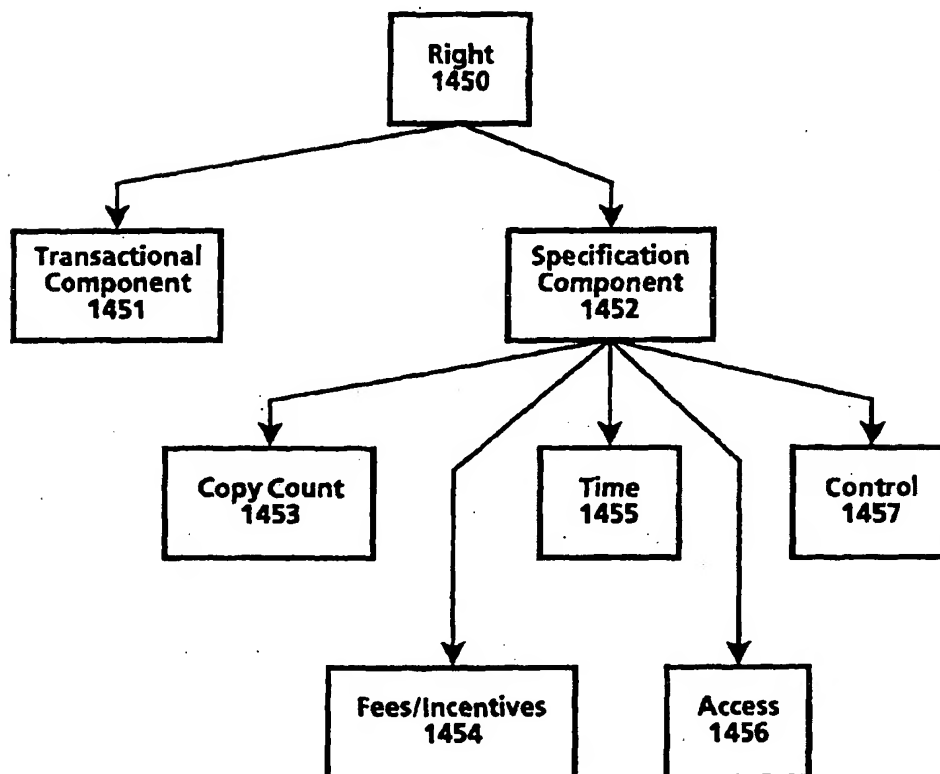 Right
1450
Transactional
Component
1451
Specification
Component
1452
Copy Count
1453
Time
1455
Control
1457
Fees/Incentives
1454
Access
1456